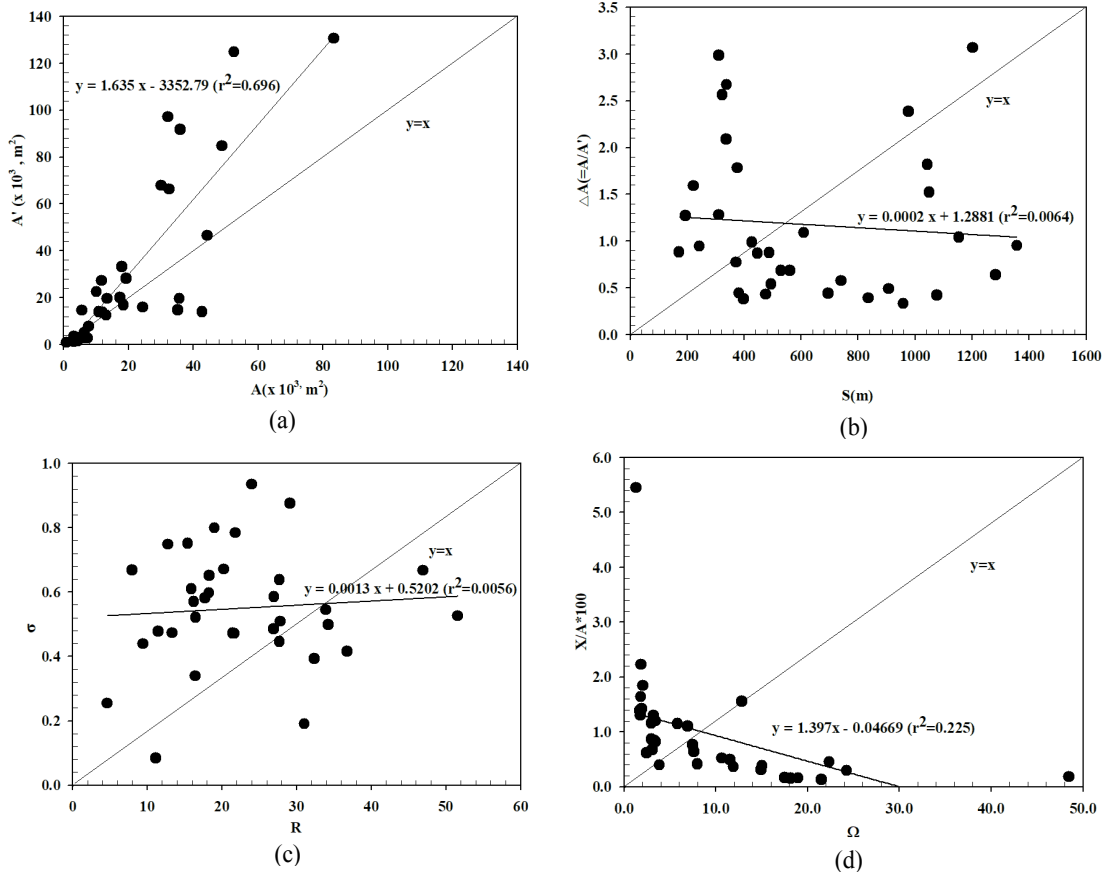 140
120
100
80
60
40
20
0
A' (x 10³ , m²)
y = 1.635 x - 3352.79 (r²=0.696)
y=x
0 20 40 60 80 100 120 140
A(x 10³, m²)
(a)
3.5
3.0
2.5
2.0
1.5
1.0
0.5
0.0
△A(=A/A')
y=x
y = 0.0002 x + 1.2881 (r²=0.0064)
0 200 400 600 800 1000 1200 1400 1600
S(m)
(b)
1.0
0.8
0.6
0.4
0.2
0.0
σ
y=x
y = 0.0013 x + 0.5202 (r²=0.0056)
0 10 20 30 40 50 60
R
(c)
6.0
5.0
4.0
3.0
2.0
1.0
0.0
X/A*100
y=x
y = 1.397x - 0.04669 (r²=0.225)
0.0 10.0 20.0 30.0 40.0 50.0
Ω
(d)